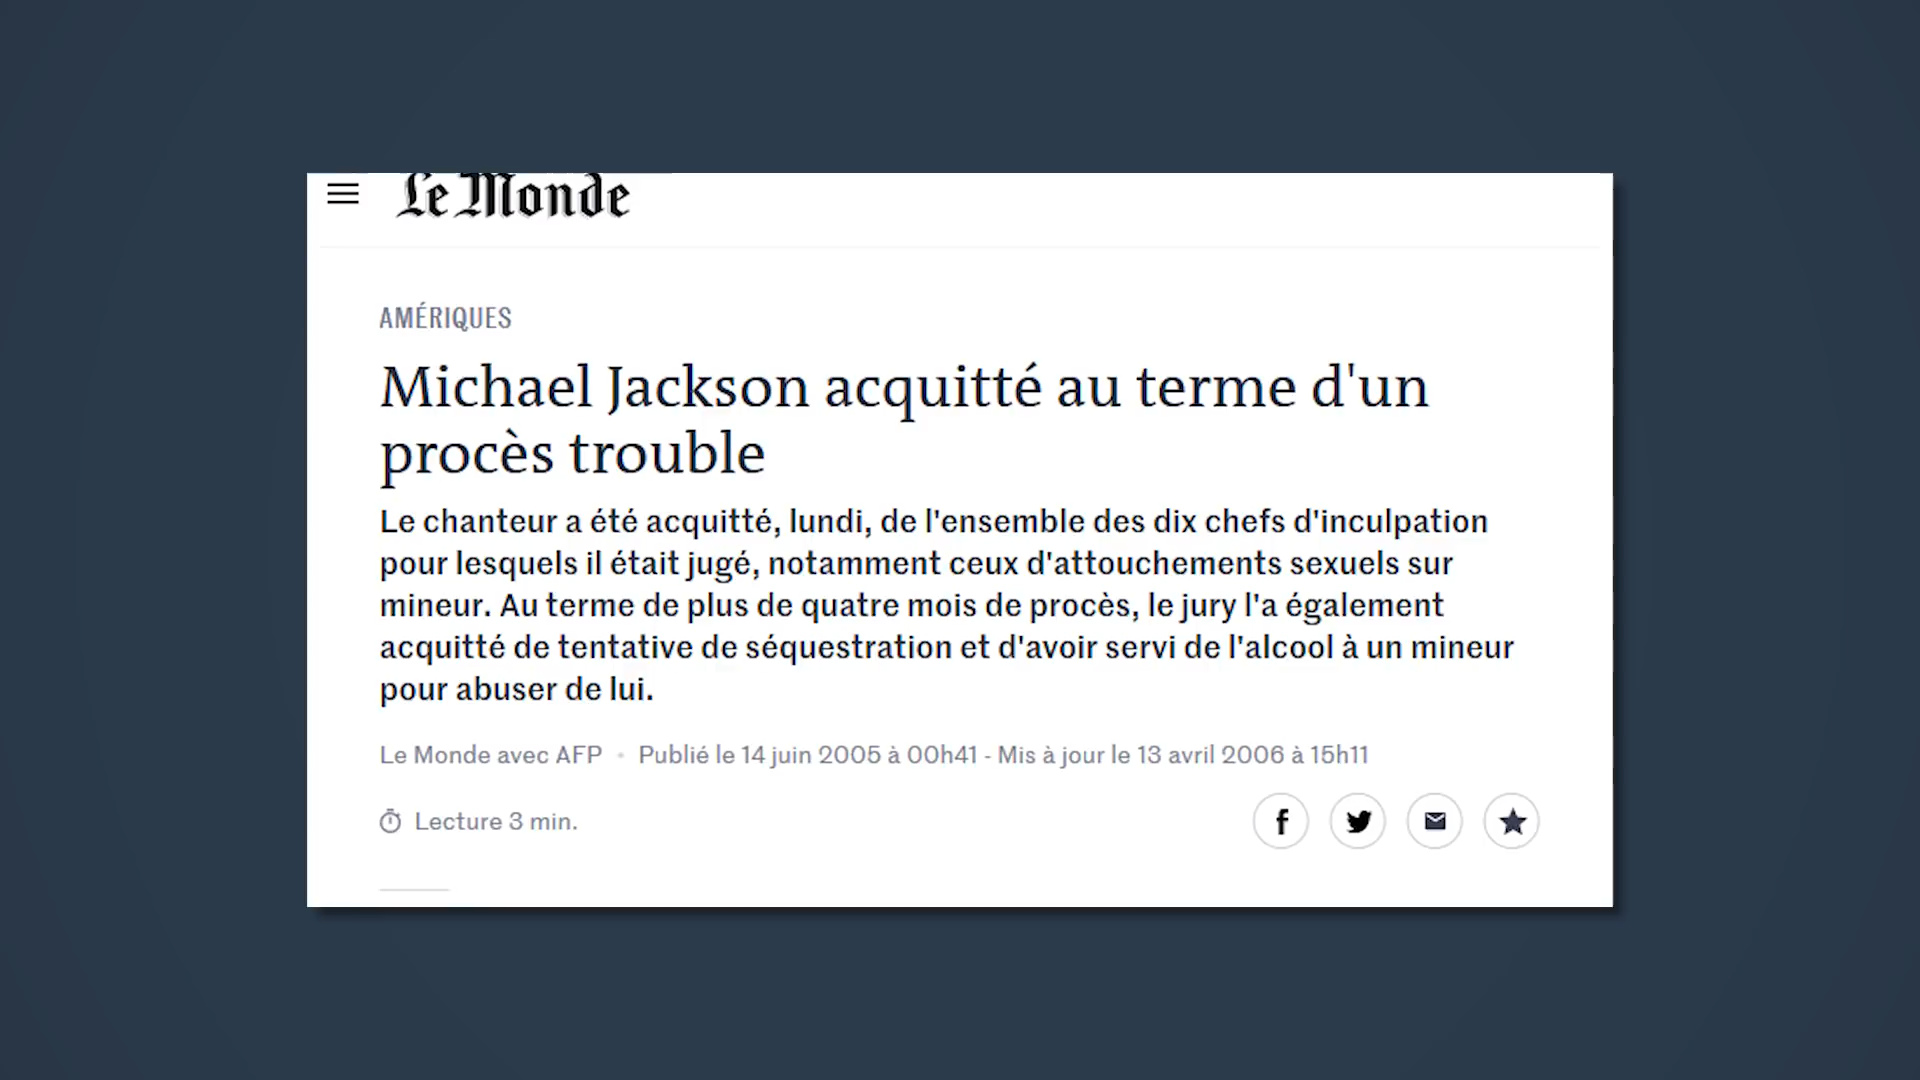 Le Monde
AMÉRIQUES
Michael Jackson acquitté au terme d'un
procès trouble
Le chanteur a été acquitté, lundi, de l'ensemble des dix chefs d'inculpation
pour lesquels il était jugé, notamment ceux d'attouchements sexuels sur
mineur. Au terme de plus de quatre mois de procès, le jury l'a également
acquitté de tentative de séquestration et d'avoir servi de l'alcool à un mineur
pour abuser de lui.
Le Monde avec AFP • Publié le 14 juin 2005 à 00h41 - Mis à jour le 13 avril 2006 à 15h11
Lecture 3 min.